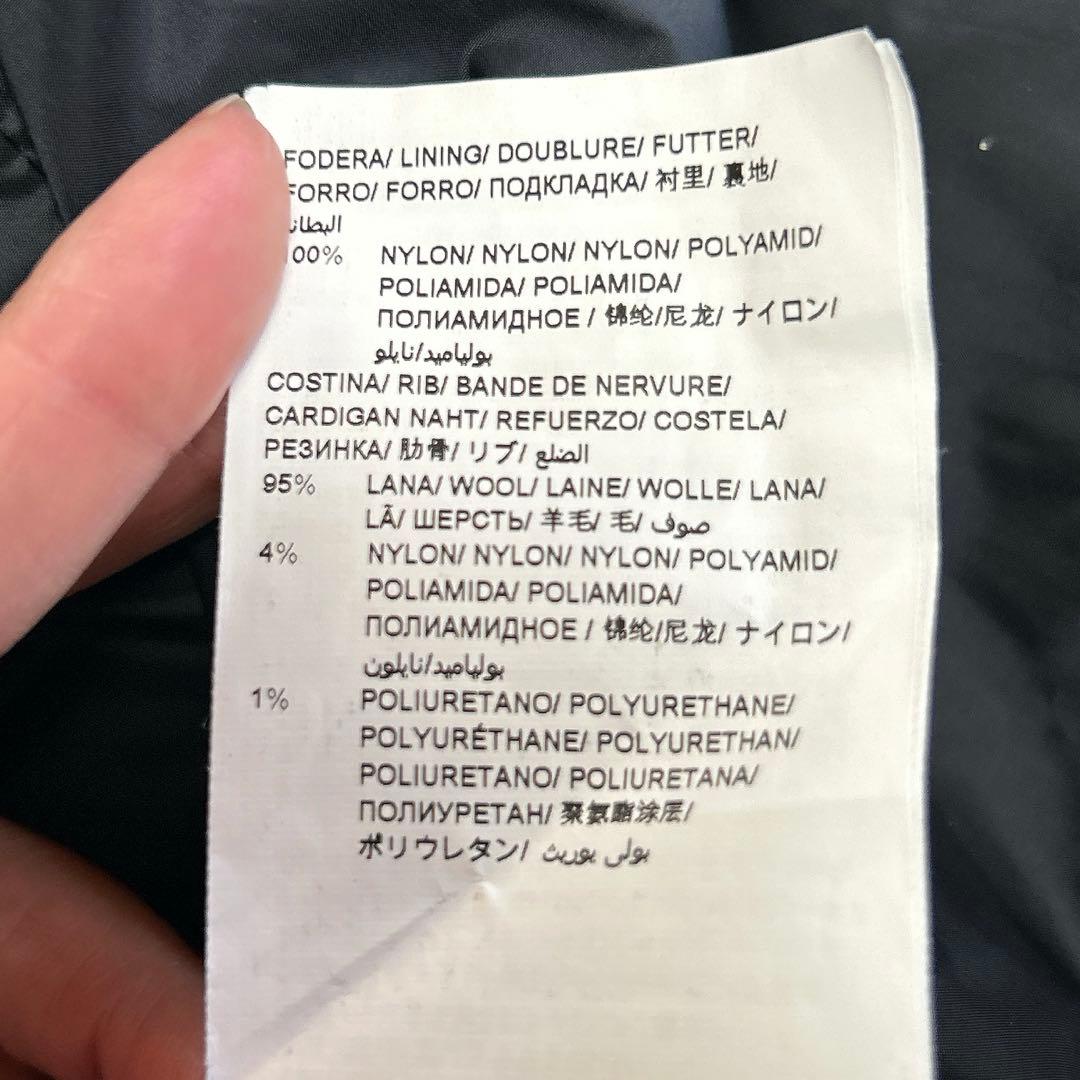 FODERA/ LINING/ DOUBLURE/ FUTTER/
FORRO/ FORRO/ ПОДКЛАДКА/ 衬里/ 裏地/
البطان
00% NYLON/ NYLON/ NYLON/ POLYAMID/
POLIAMIDA/ POLIAMIDA/
ПОЛИАМИДНОЕ / 锦纶/尼龙/ ナイロン/
بولياميد/نايلو
COSTINA/ RIB/ BANDE DE NERVURE/
CARDIGAN NAHT/ REFUERZO/ COSTELA/
РЕЗИНКА/ 肋骨/ リブ/ الضلع
95% LANA/ WOOL/ LAINE/ WOLLE/ LANA/
LÃ/ ШЕРСТЬ/ 羊毛/ 毛/ صوف
4% NYLON/ NYLON/ NYLON/ POLYAMID/
POLIAMIDA/ POLIAMIDA/
ПОЛИАМИДНОЕ / 锦纶/尼龙/ ナイロン/
بولياميد/نايلون
1% POLIURETANO/ POLYURETHANE/
POLYURÉTHANE/ POLYURETHAN/
POLIURETANO/ POLIURETANA/
ПОЛИУРЕТАН/ 聚氨酯涂层/
ポリウレタン/ بولي يوريث